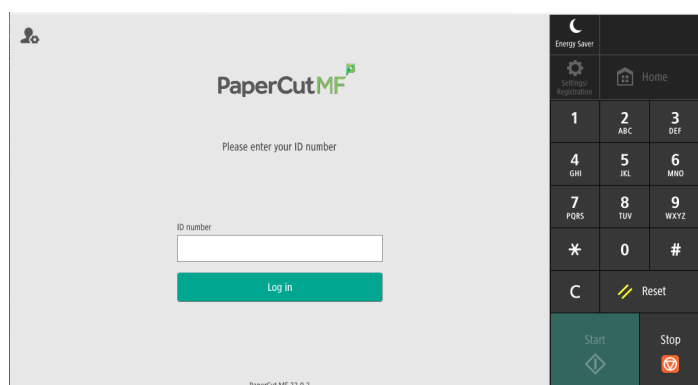 PaperCutMF
Please enter your ID number
ID number
Log in
Energy Saver
Settings/
Registration
Home
1
2
ABC
3
DEF
4
GHI
5
JKL
6
MNO
7
PQRS
8
TUV
9
WXYZ
*
0
#
C
Reset
Start
Stop